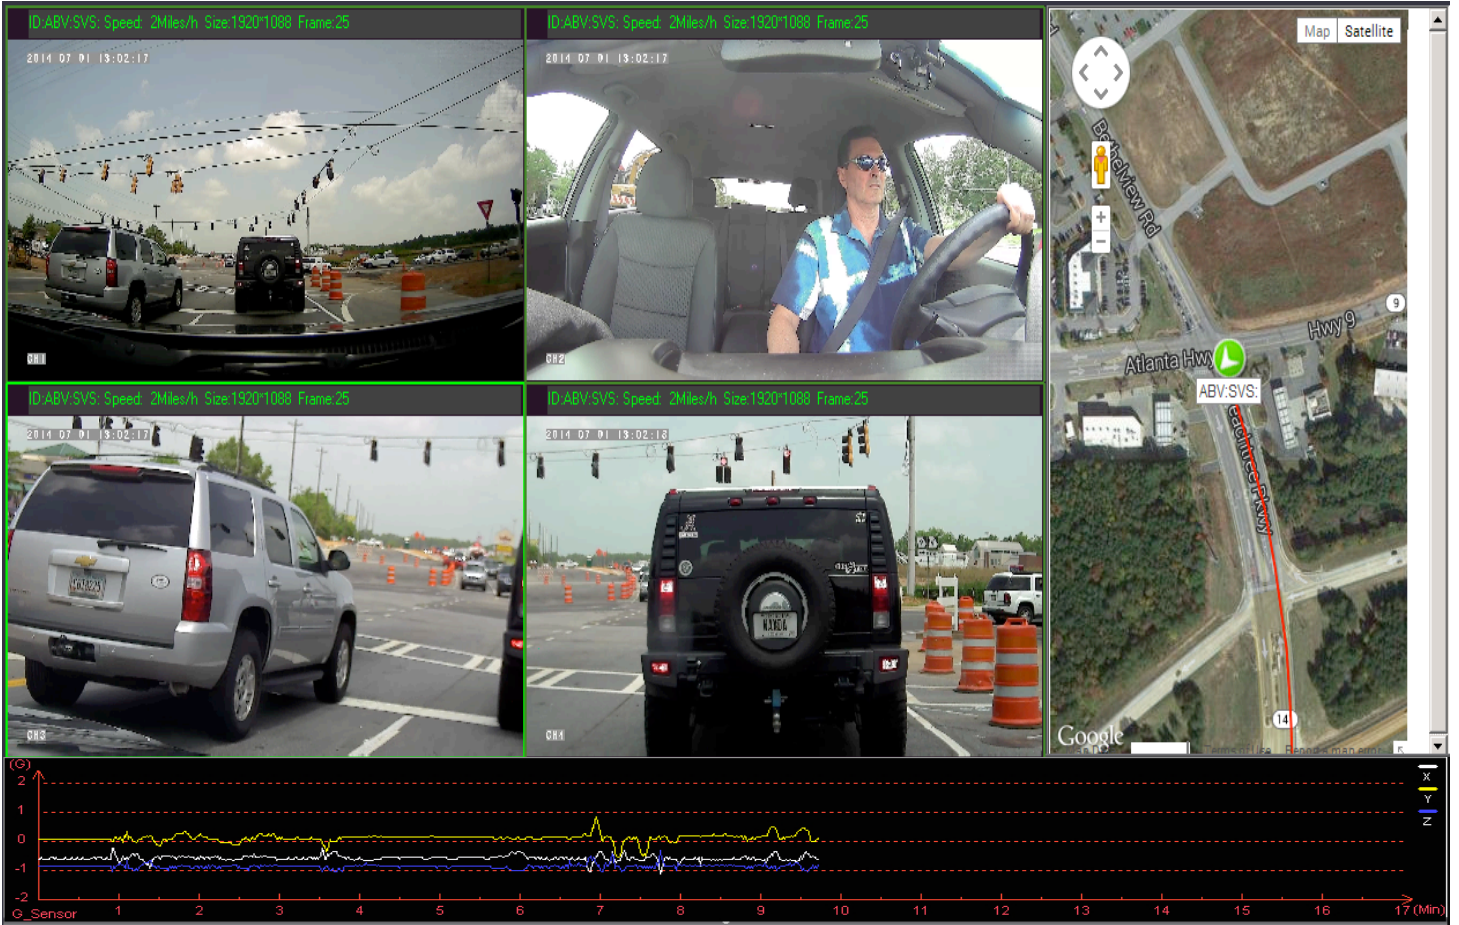 ID:ABV:SVS: Speed: 2Miles/h Size:1920*1088 Frame:25
2014 07 01 13:02:17
CH1
ID:ABV:SVS: Speed: 2Miles/h Size:1920*1088 Frame:25
2014 07 01 13:02:17
CH2
ID:ABV:SVS: Speed: 2Miles/h Size:1920*1088 Frame:25
2014 07 01 13:02:17
CH3
ID:ABV:SVS: Speed: 2Miles/h Size:1920*1088 Frame:25
2014 07 01 13:02:18
CH4
Map Satellite
+
−
Bethelview Rd
9
Hwy 9
Atlanta Hwy
ABV:SVS:
eachtree Pkwy
14
Google
Terms of Use
(G)
2
1
0
-1
-2
G_Sensor
1 2 3 4 5 6 7 8 9 10 11 12 13 14 15 16 17 (Min)
X
Y
Z